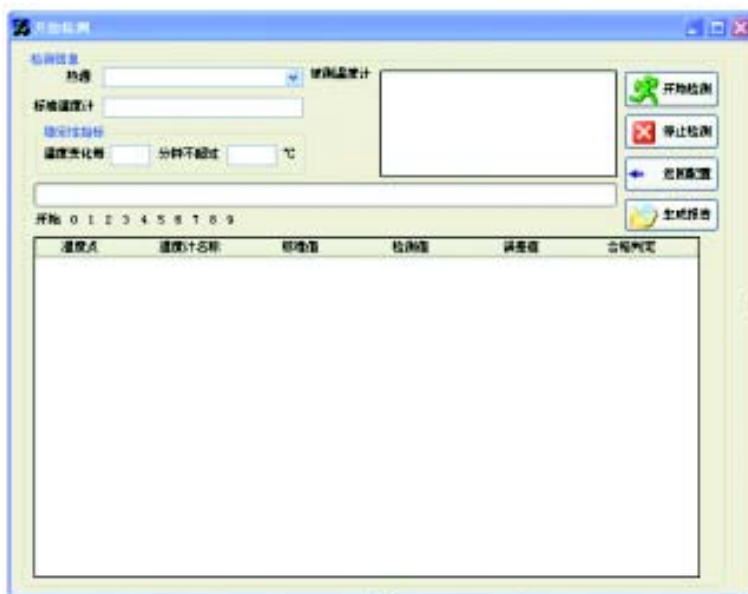 开始检测
检测信息
热源
被测温度计
标准温度计
稳定性指标
温度变化每 分钟不超过 ℃
开始检测
停止检测
返回配置
生成报告
开始 0 1 2 3 4 5 6 7 8 9
温度点 温度计名称 标准值 检测值 误差值 合格判定